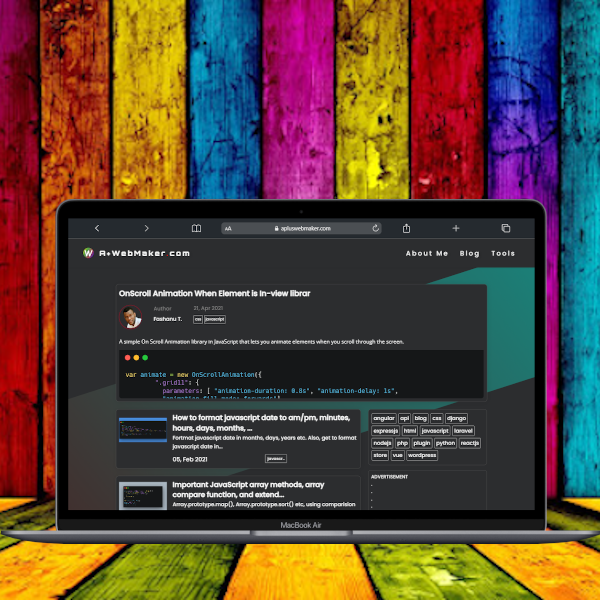 AA apluswebmaker.com
A+WebMaker com
About Me Blog Tools
OnScroll Animation When Element is In-view librar
Author 21, Apr 2021
Fashanu T. css javascript
A simple On Scroll Animation library in JavaScript that lets you animate elements when you scroll through the screen.
var animate = new OnScrollAnimation({
".grid11": {
parameters: [ "animation-duration: 0.8s", "animation-delay: 1s",
How to format javascript date to am/pm, minutes,
hours, days, months, ...
Format javascript date in months, days, years etc. Also, get to format
javascript date in...
05, Feb 2021 javascr..
Important JavaScript array methods, array
compare function, and extend...
Array.prototype.map(), Array.prototype.sort() etc, using comparision
angular api blog css django
expressjs html javascript laravel
nodejs php plugin python reactjs
store vue wordpress
ADVERTISEMENT
MacBook Air